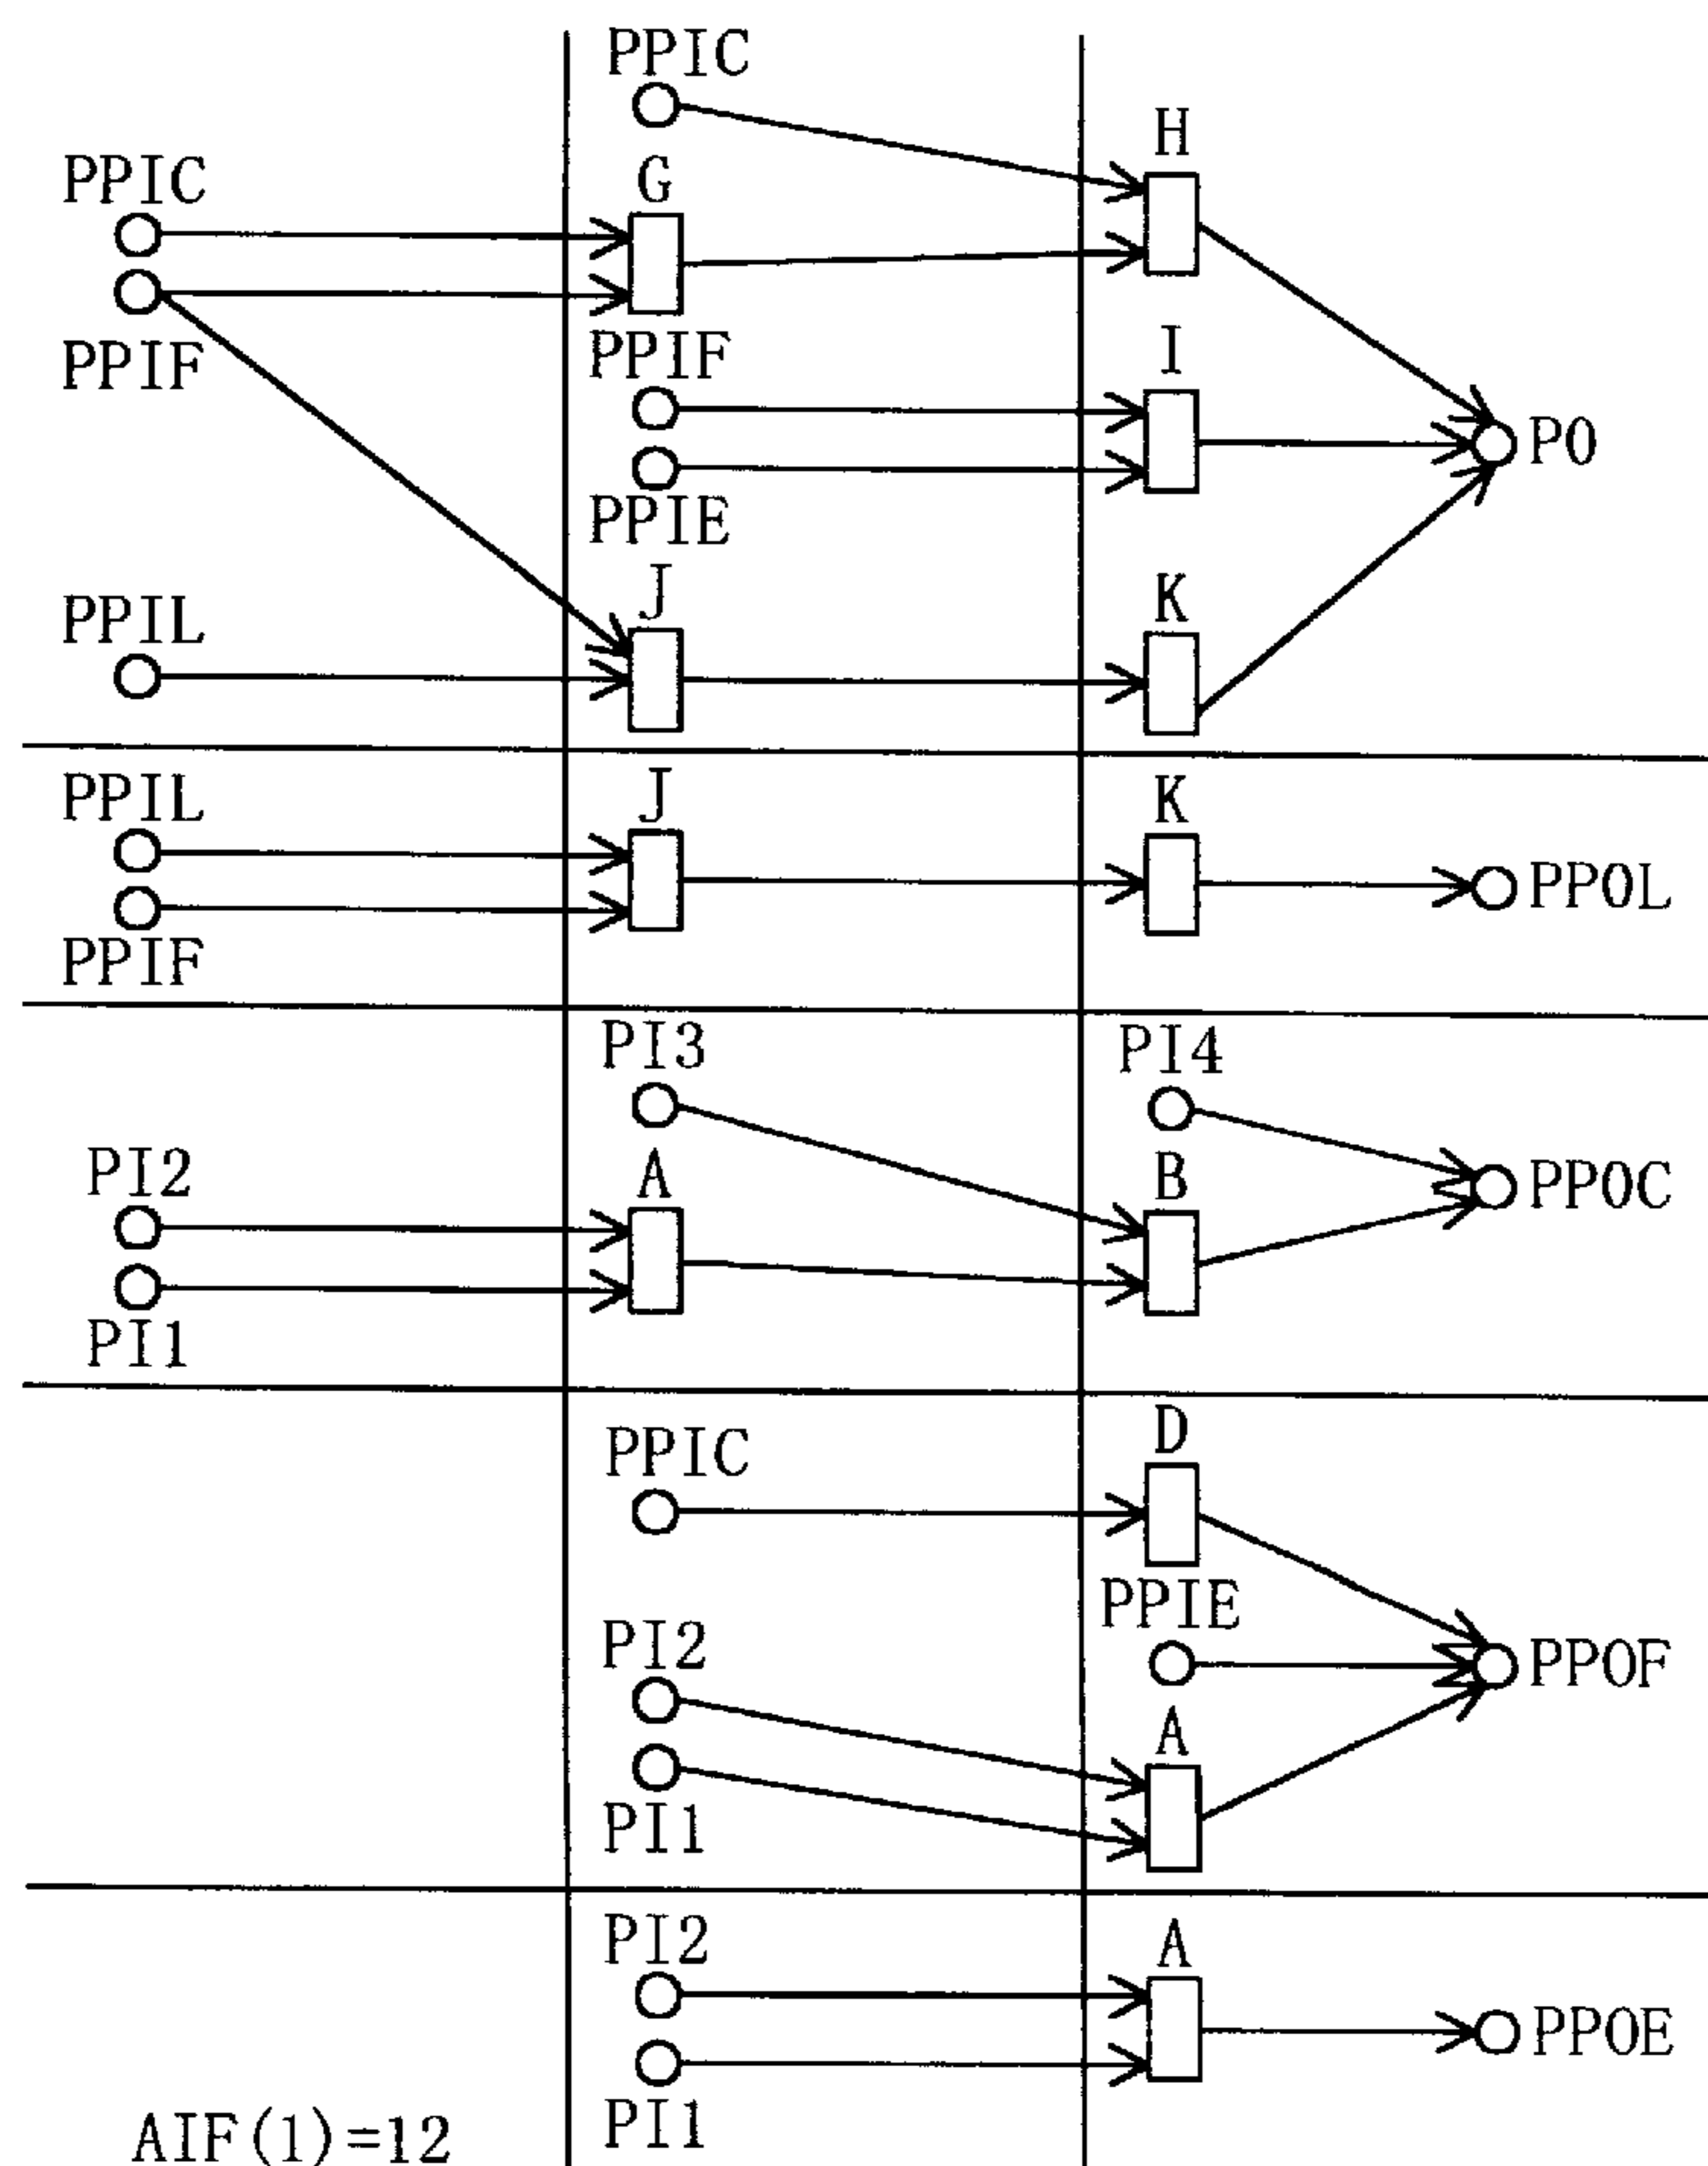 PPIC
H
PPIC
G
PPIF
PPIF
I
PO
PPIE
PPIL
J
K
PPIL
J
K
PPOL
PPIF
PI3
PI4
PI2
A
B
PPOC
PI1
PPIC
D
PPIE
PI2
PPOF
A
PI1
PI2
A
PPOE
PI1
AIF(1)=12